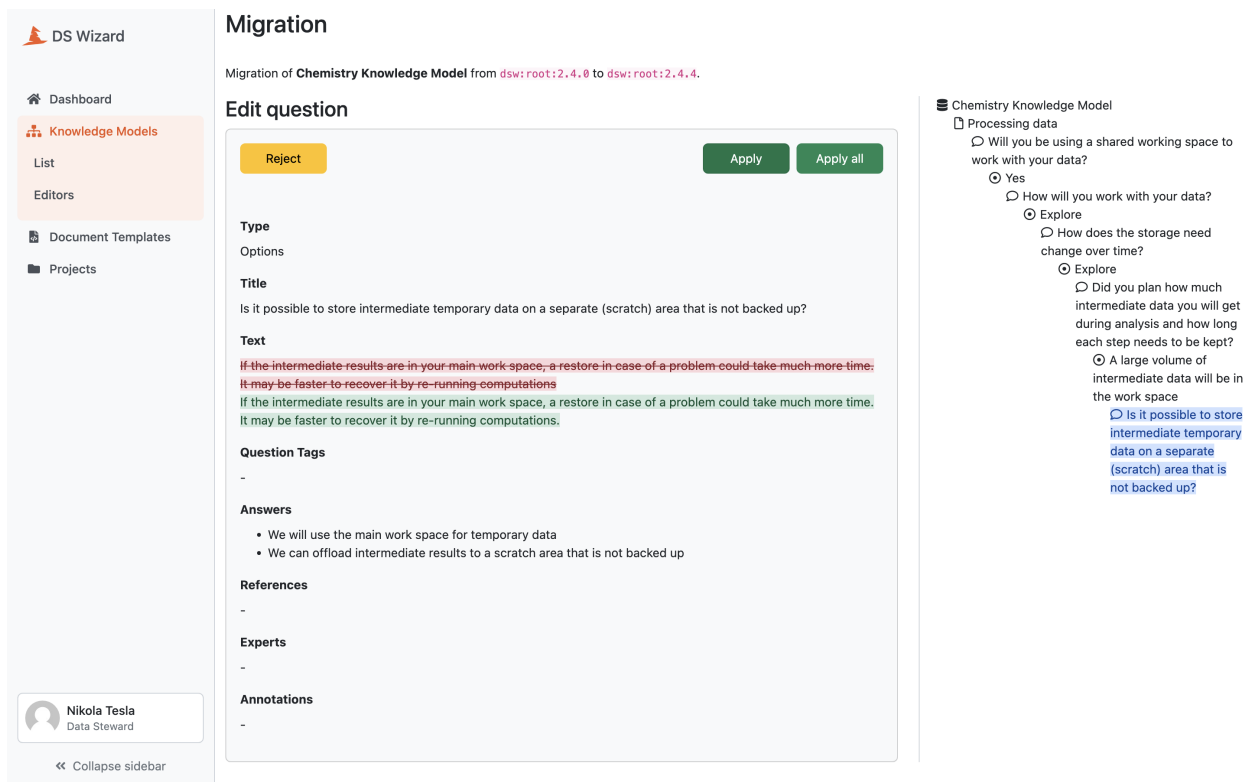 DS Wizard
Dashboard
Knowledge Models
List
Editors
Document Templates
Projects
Nikola Tesla
Data Steward
Collapse sidebar
Migration
Migration of Chemistry Knowledge Model from dsw:root:2.4.0 to dsw:root:2.4.4.
Edit question
Reject
Apply
Apply all
Type
Options
Title
Is it possible to store intermediate temporary data on a separate (scratch) area that is not backed up?
Text
If the intermediate results are in your main work space, a restore in case of a problem could take much more time.
It may be faster to recover it by re-running computations
If the intermediate results are in your main work space, a restore in case of a problem could take much more time.
It may be faster to recover it by re-running computations.
Question Tags
-
Answers
• We will use the main work space for temporary data
• We can offload intermediate results to a scratch area that is not backed up
References
-
Experts
-
Annotations
-
Chemistry Knowledge Model
Processing data
Will you be using a shared working space to
work with your data?
Yes
How will you work with your data?
Explore
How does the storage need
change over time?
Explore
Did you plan how much
intermediate data you will get
during analysis and how long
each step needs to be kept?
A large volume of
intermediate data will be in
the work space
Is it possible to store
intermediate temporary
data on a separate
(scratch) area that is
not backed up?